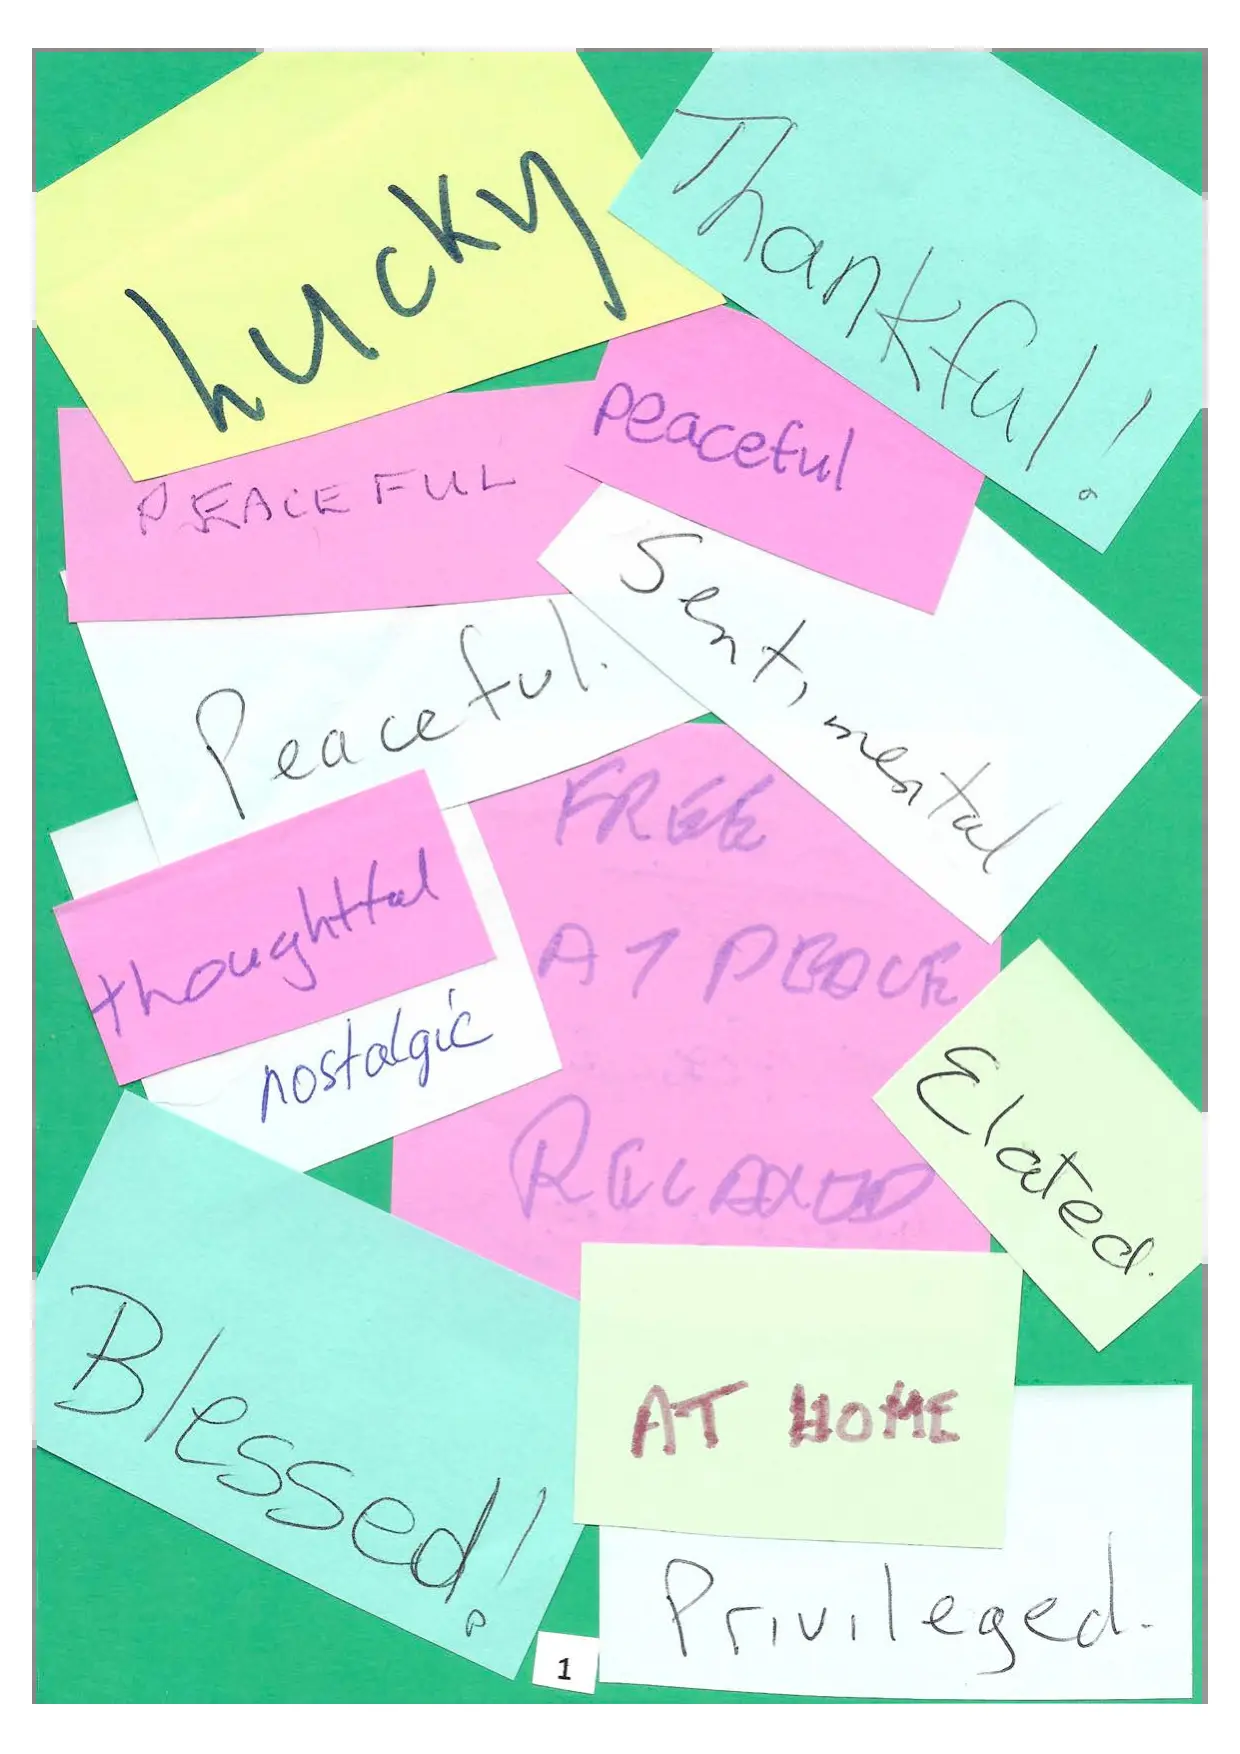 Lucky
Thankful!
peaceful
PEACEFUL
Sentimental
Peaceful.
FREE
AT PEACE
RELAXED
thoughtful
nostalgic
Elated.
Blessed!
AT HOME
Privileged.
1